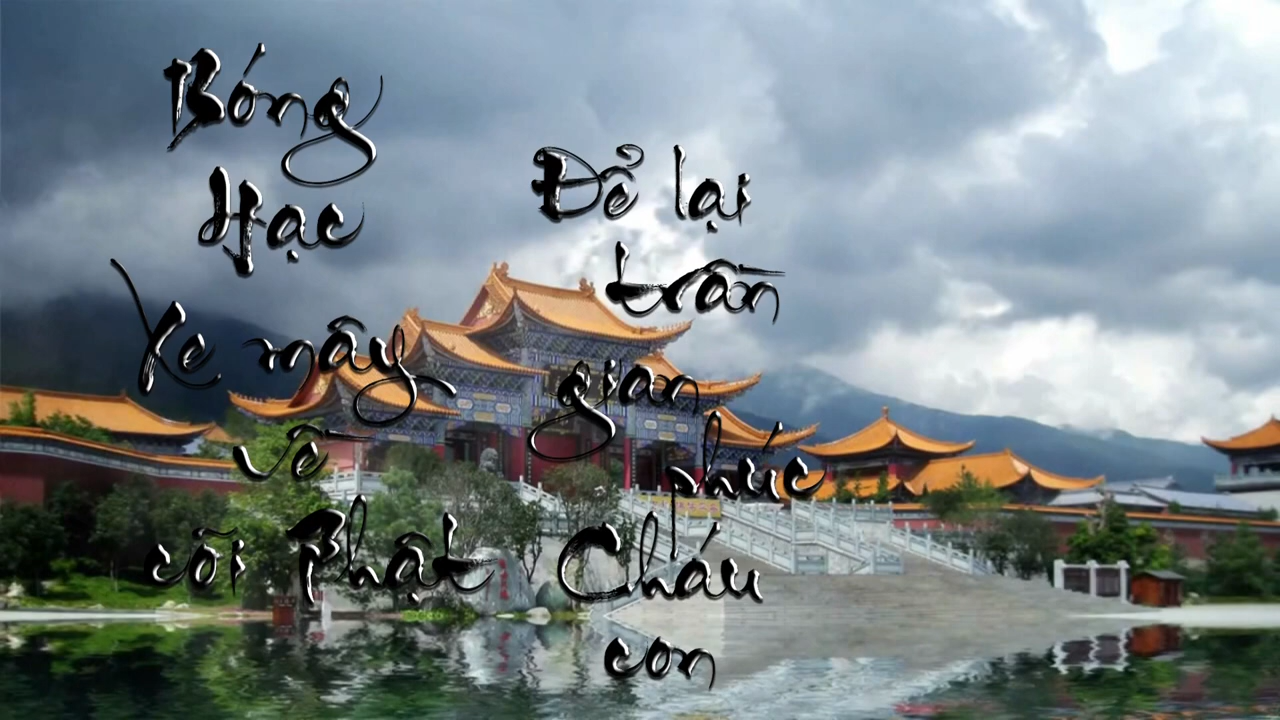 Bóng
Hạc
Xe mây
về
cõi Phật
Để lại
trần
gian
phúc
Cháu
con